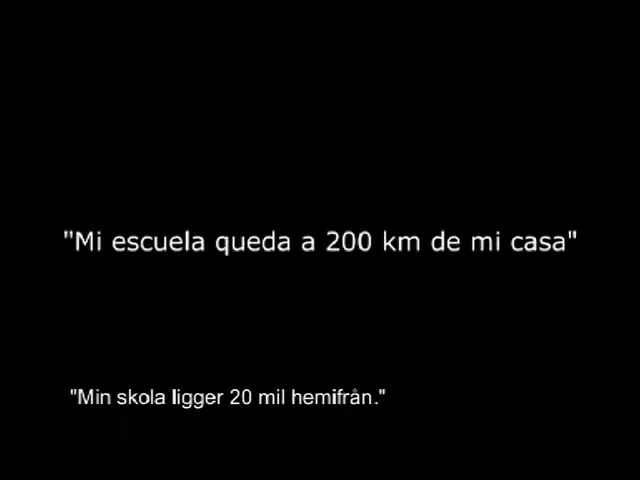 "Mi escuela queda a 200 km de mi casa"
"Min skola ligger 20 mil hemifrån."